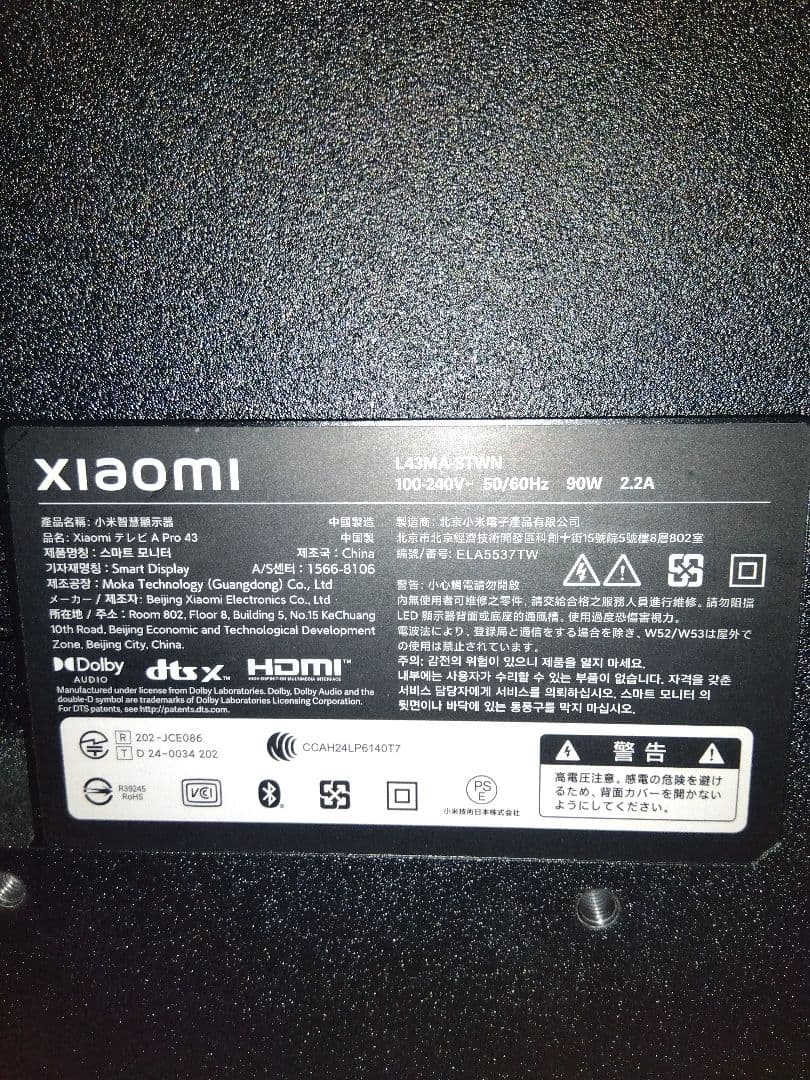 xiaomi
L43MA-STWN
100-240V~ 50/60Hz 90W 2.2A
產品名稱: 小米智慧顯示器 中國製造
品名: Xiaomi テレビ A Pro 43 中国製
제품명칭 : 스마트 모니터 제조국 : China
기자재명칭 : Smart Display A/S센터 : 1566-8106
제조공장 : Moka Technology (Guangdong) Co., Ltd
メーカー / 제조자: Beijing Xiaomi Electronics Co., Ltd
所在地 / 주소 : Room 802, Floor 8, Building 5, No.15 KeChuang
10th Road, Beijing Economic and Technological Development
Zone, Beijing City, China.
Dolby AUDIO
dts X™
HDMI™
HIGH-DEFINITION MULTIMEDIA INTERFACE
Manufactured under license from Dolby Laboratories. Dolby, Dolby Audio and the
double-D symbol are trademarks of Dolby Laboratories Licensing Corporation.
For DTS patents, see http://patents.dts.com.
製造商: 北京小米電子產品有限公司
北京市北京經濟技術開發區科創十街15號院5號樓8層802室
編號/番号: ELA5537TW
警告: 小心觸電請勿開啟
內無使用者可維修之零件, 請交給合格之服務人員進行維修。請勿阻擋
LED 顯示器背面或底座的通風槽, 使用過度恐傷害視力。
電波法により、登録局と通信をする場合を除き、W52/W53は屋外で
の使用は禁止されています。
주의: 감전의 위험이 있으니 제품을 열지 마세요.
내부에는 사용자가 수리할 수 있는 부품이 없습니다. 자격을 갖춘
서비스 담당자에게 서비스를 의뢰하십시오. 스마트 모니터 의
뒷면이나 바닥에 있는 통풍구를 막지 마십시오.
R 202-JCE086
T D 24-0034 202
CCAH24LP6140T7
R39245
RoHS
VCCI
PS
E
小米技術日本株式会社
警告
高電圧注意。感電の危険を避け
るため、背面カバーを開かない
ようにしてください。